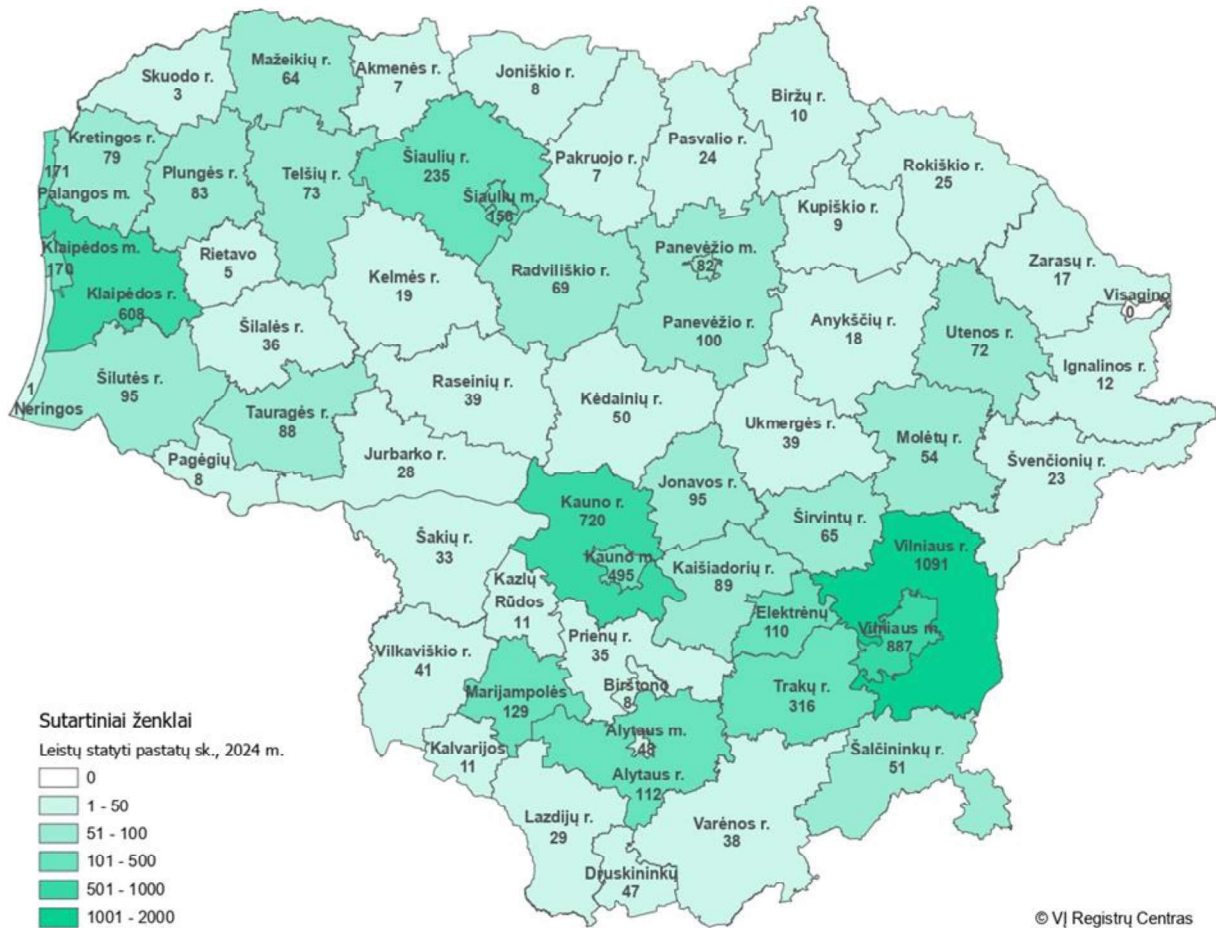 Skuodo r.
3
Mažeikių r.
64
Akmenės r.
7
Joniškio r.
8
Biržų r.
10
Kretingos r.
79
171
Palangos m.
Plungės r.
83
Telšių r.
73
Šiaulių r.
235
Šiaulių m.
156
Pakruojo r.
7
Pasvalio r.
24
Rokiškio r.
25
Kupiškio r.
9
Zarasų r.
17
Visagino
0
Klaipėdos m.
170
Klaipėdos r.
608
Rietavo
5
Kelmės r.
19
Radviliškio r.
69
Panevėžio m.
82
Panevėžio r.
100
Anykščių r.
18
Utenos r.
72
Ignalinos r.
12
Šilalės r.
36
1
Neringos
Šilutės r.
95
Tauragės r.
88
Raseinių r.
39
Kėdainių r.
50
Ukmergės r.
39
Molėtų r.
54
Švenčionių r.
23
Pagėgių
8
Jurbarko r.
28
Kauno r.
720
Kauno m.
495
Jonavos r.
95
Širvintų r.
65
Vilniaus r.
1091
Vilniaus m.
887
Šakių r.
33
Kazlų
Rūdos
11
Kaišiadorių r.
89
Elektrėnų
110
Prienų r.
35
Birštono
8
Vilkaviškio r.
41
Marijampolės
129
Trakų r.
316
Alytaus m.
48
Alytaus r.
112
Kalvarijos
11
Šalčininkų r.
51
Lazdijų r.
29
Varėnos r.
38
Druskininkų
47
Sutartiniai ženklai
Leistų statyti pastatų sk., 2024 m.
0
1 - 50
51 - 100
101 - 500
501 - 1000
1001 - 2000
© VĮ Registrų Centras